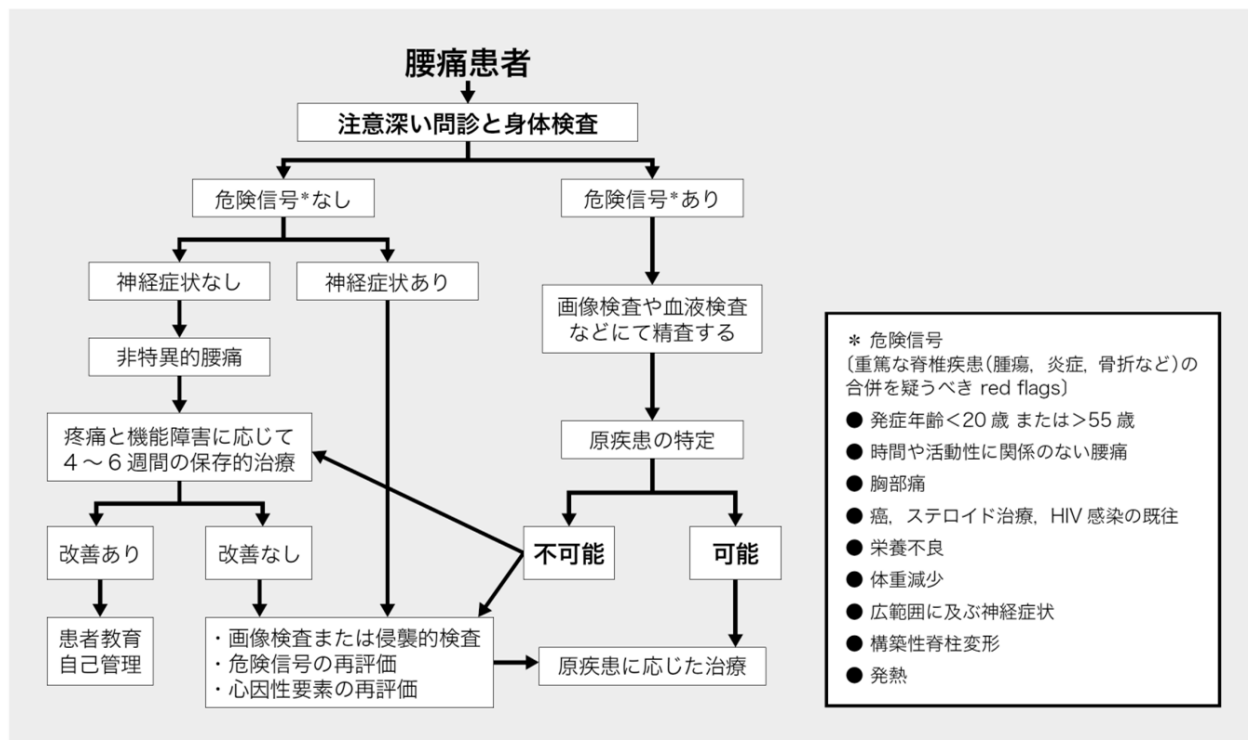 腰痛患者
注意深い問診と身体検査
危険信号*なし
危険信号*あり
神経症状なし
神経症状あり
画像検査や血液検査
などにて精査する
非特異的腰痛
疼痛と機能障害に応じて
4〜6週間の保存的治療
原疾患の特定
改善あり
改善なし
不可能
可能
患者教育
自己管理
・画像検査または侵襲的検査
・危険信号の再評価
・心因性要素の再評価
原疾患に応じた治療
* 危険信号
〔重篤な脊椎疾患(腫瘍, 炎症, 骨折など)の
合併を疑うべき red flags〕
● 発症年齢<20歳 または>55歳
● 時間や活動性に関係のない腰痛
● 胸部痛
● 癌, ステロイド治療, HIV感染の既往
● 栄養不良
● 体重減少
● 広範囲に及ぶ神経症状
● 構築性脊柱変形
● 発熱